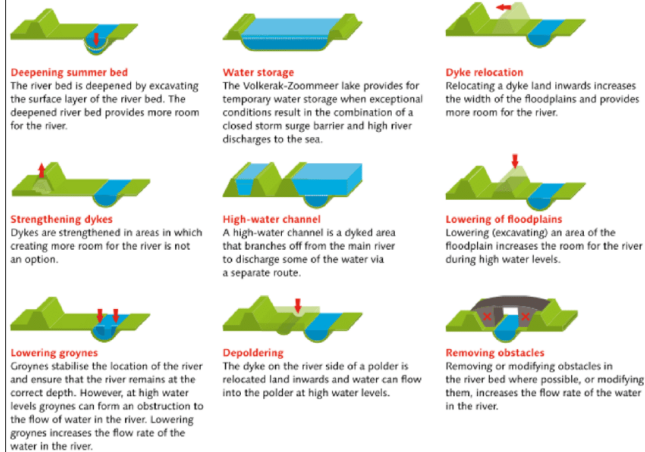 Deepening summer bed
The river bed is deepened by excavating
the surface layer of the river bed. The
deepened river bed provides more room
for the river.
Water storage
The Volkerak-Zoommeer lake provides for
temporary water storage when exceptional
conditions result in the combination of a
closed storm surge barrier and high river
discharges to the sea.
Dyke relocation
Relocating a dyke land inwards increases
the width of the floodplains and provides
more room for the river.
Strengthening dykes
Dykes are strengthened in areas in which
creating more room for the river is not
an option.
High-water channel
A high-water channel is a dyked area
that branches off from the main river
to discharge some of the water via
a separate route.
Lowering of floodplains
Lowering (excavating) an area of the
floodplain increases the room for the river
during high water levels.
Lowering groynes
Groynes stabilise the location of the river
and ensure that the river remains at the
correct depth. However, at high water
levels groynes can form an obstruction to
the flow of water in the river. Lowering
groynes increases the flow rate of the
water in the river.
Depoldering
The dyke on the river side of a polder is
relocated land inwards and water can flow
into the polder at high water levels.
Removing obstacles
Removing or modifying obstacles in
the river bed where possible, or modifying
them, increases the flow rate of the water
in the river.